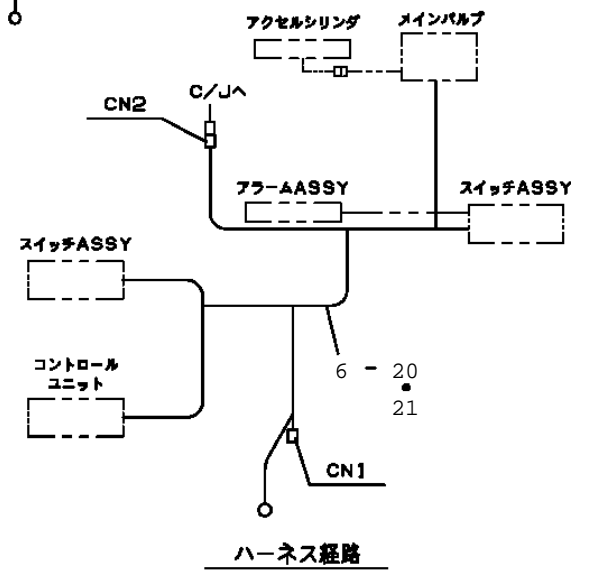 アクセルシリンダ
メインバルブ
C/Jへ
CN2
アラームASSY
スイッチASSY
スイッチASSY
コントロール
ユニット
6 - 20
•
21
CN1
ハーネス経路